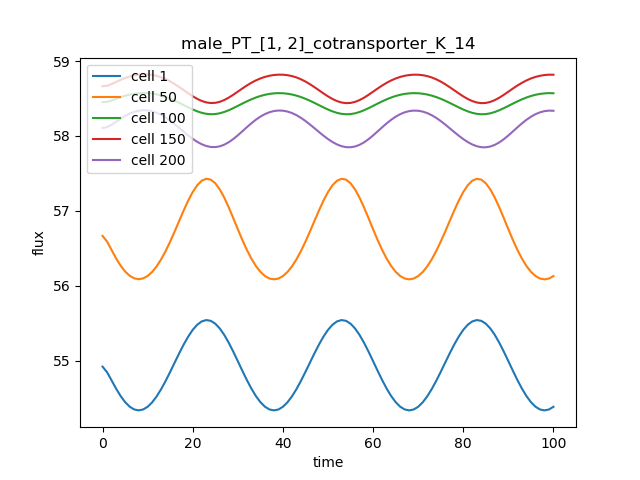 male_PT_[1, 2]_cotransporter_K_14
59
58
57
56
55
flux
cell 1
cell 50
cell 100
cell 150
cell 200
0 20 40 60 80 100
time